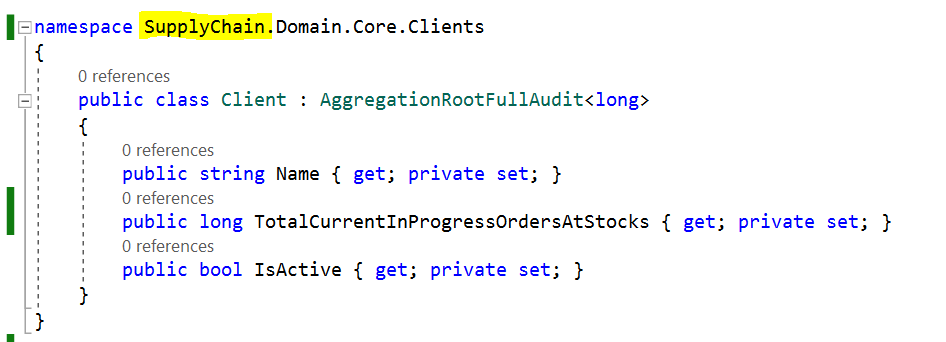 namespace SupplyChain.Domain.Core.Clients
{
0 references
public class Client : AggregationRootFullAudit<long>
{
0 references
public string Name { get; private set; }
0 references
public long TotalCurrentInProgressOrdersAtStocks { get; private set; }
0 references
public bool IsActive { get; private set; }
}
}